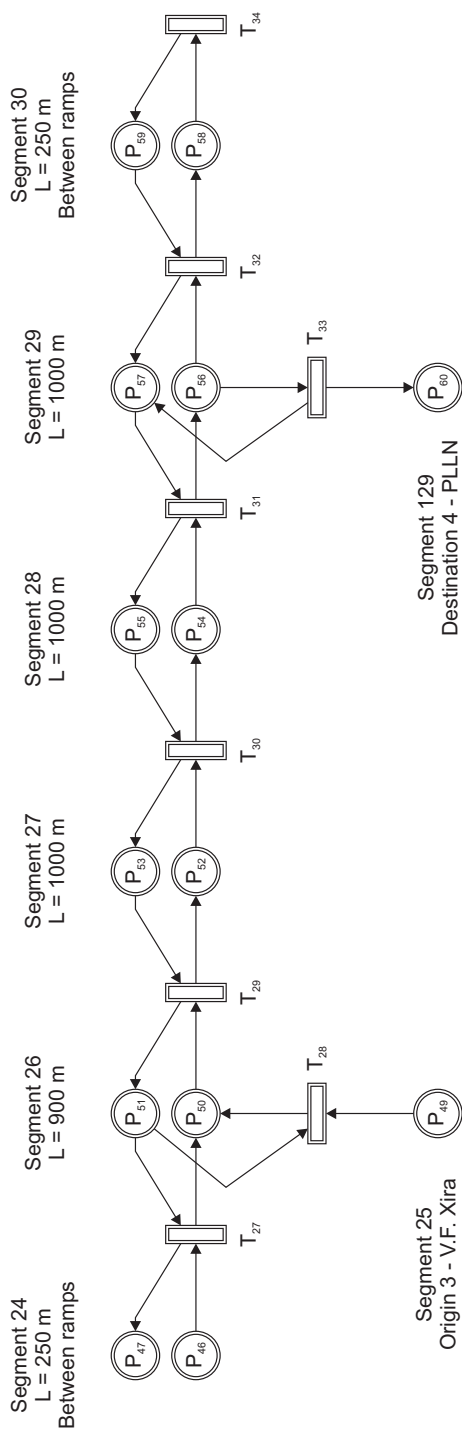 Segment 24
L = 250 m
Between ramps
Segment 26
L = 900 m
Segment 27
L = 1000 m
Segment 28
L = 1000 m
Segment 29
L = 1000 m
Segment 30
L = 250 m
Between ramps
P47
P51
P53
P55
P57
P59
P46
P50
P52
P54
P56
P58
T27
T29
T30
T31
T32
T34
T28
T33
P49
P60
Segment 25
Origin 3 - V.F. Xira
Segment 129
Destination 4 - PLLN